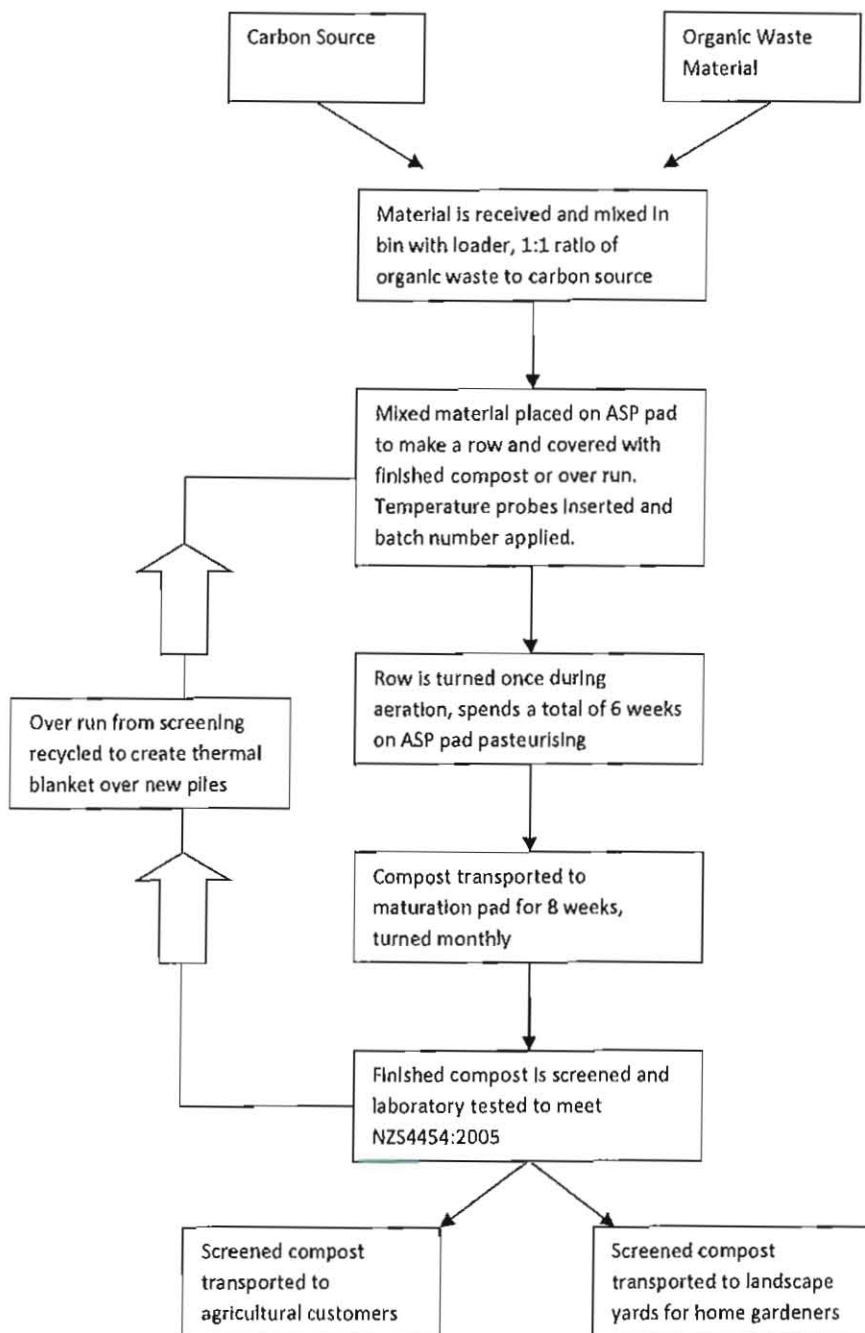 Carbon Source
Organic Waste
Material
Material is received and mixed in
bin with loader, 1:1 ratio of
organic waste to carbon source
Mixed material placed on ASP pad
to make a row and covered with
finished compost or over run.
Temperature probes inserted and
batch number applied.
Row is turned once during
aeration, spends a total of 6 weeks
on ASP pad pasteurising
Over run from screening
recycled to create thermal
blanket over new piles
Compost transported to
maturation pad for 8 weeks,
turned monthly
Finished compost is screened and
laboratory tested to meet
NZS4454:2005
Screened compost
transported to
agricultural customers
Screened compost
transported to landscape
yards for home gardeners